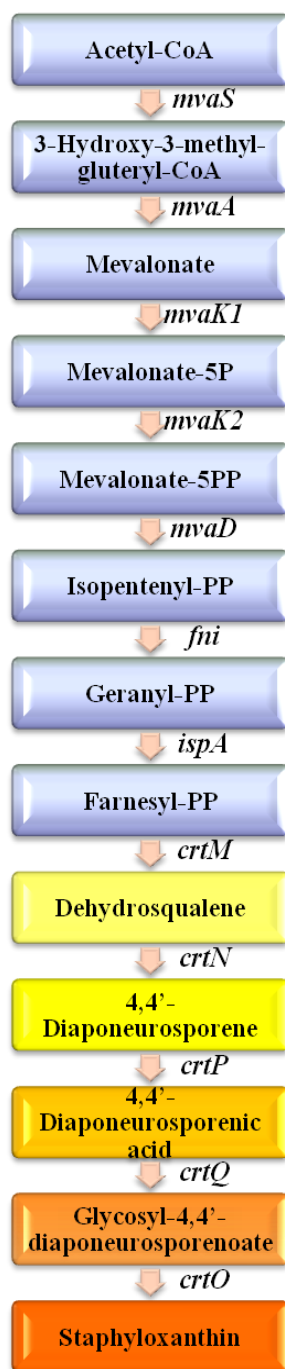 Acetyl-CoA
mvaS
3-Hydroxy-3-methyl-
gluteryl-CoA
mvaA
Mevalonate
mvaK1
Mevalonate-5P
mvaK2
Mevalonate-5PP
mvaD
Isopentenyl-PP
fni
Geranyl-PP
ispA
Farnesyl-PP
crtM
Dehydrosqualene
crtN
4,4’-
Diaponeurosporene
crtP
4,4’-
Diaponeurosporenic
acid
crtQ
Glycosyl-4,4’-
diaponeurosporenoate
crtO
Staphyloxanthin